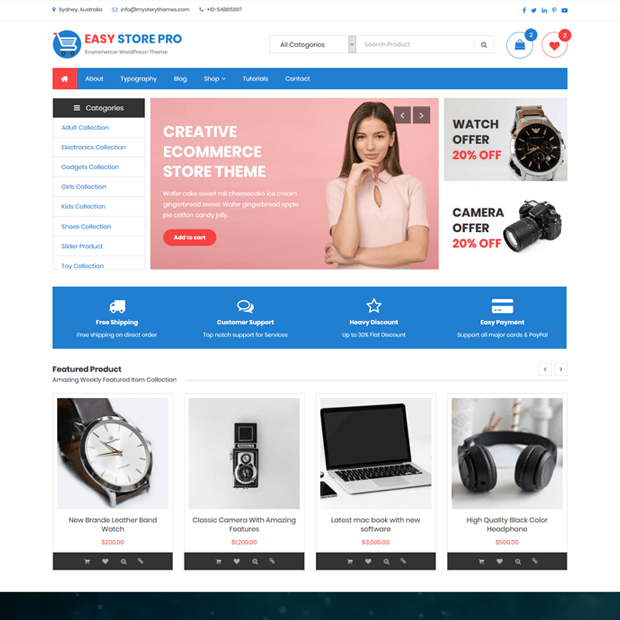 Sydney, Australia info@mysterythemes.com +61-54865897
EASY STORE PRO
Ecommerce-WordPress-Theme
All Categories Search Product
2 2
About Typography Blog Shop Tutorials Contact
Categories
Adult Collection
Electronics Collection
Gadgets Collection
Girls Collection
Kids Collection
Shoes Collection
Slider Product
Toy Collection
CREATIVE
ECOMMERCE
STORE THEME
Wafer cake sweet roll cheesecake ice cream
gingerbread sweet. Wafer gingerbread apple
pie cotton candy jelly.
Add to cart
WATCH
OFFER
20% OFF
CAMERA
OFFER
20% OFF
Free Shipping
Free shipping on direct order
Customer Support
Top notch support for Services
Heavy Discount
Up to 30% Flat Discount
Easy Payment
Support all major cards & PayPal
Featured Product
Amazing Weekly Featured Item Collection
New Brande Leather Band
Watch
$200.00
Classic Camera With Amazing
Features
$1,200.00
Latest mac book with new
software
$3,000.00
High Quality Black Color
Headphone
$500.00